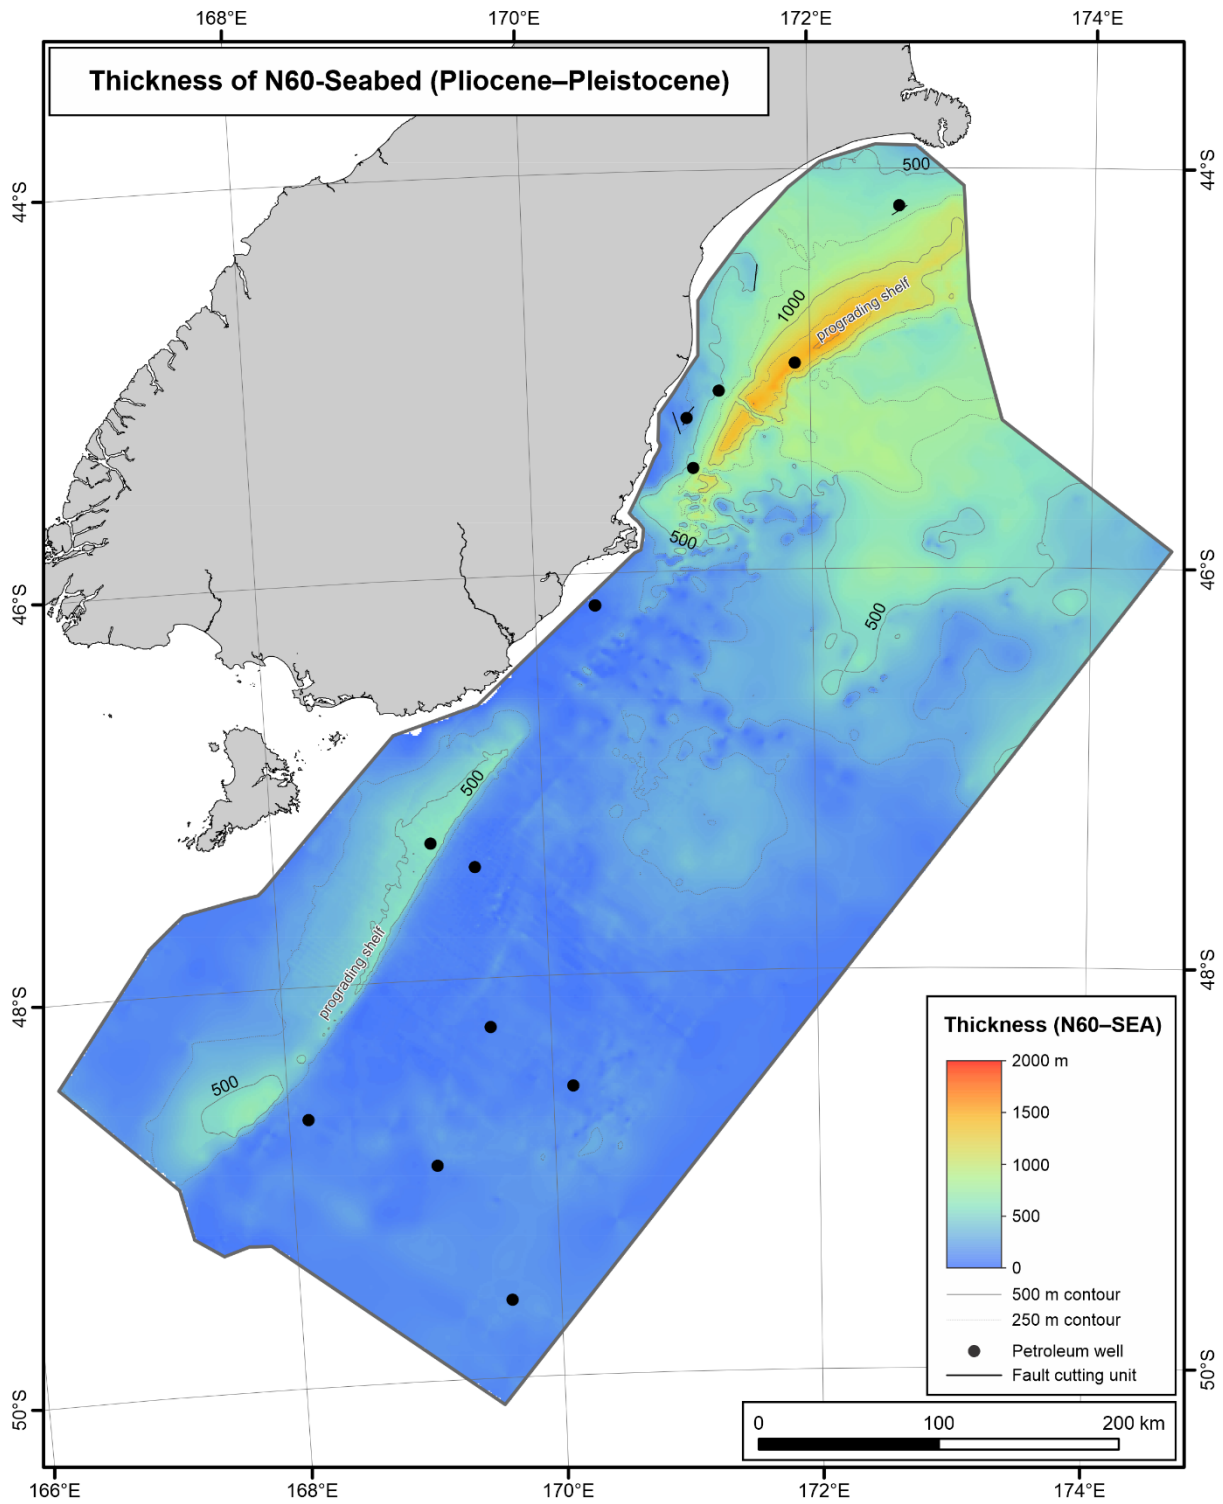 168°E 170°E 172°E 174°E
Thickness of N60-Seabed (Pliocene–Pleistocene)
500
44°S 44°S
1000
prograding shelf
500
46°S 46°S
500
500
prograding shelf
48°S 48°S
500
Thickness (N60–SEA)
2000 m
1500
1000
500
0
500 m contour
250 m contour
Petroleum well
Fault cutting unit
50°S 50°S
0 100 200 km
166°E 168°E 170°E 172°E 174°E